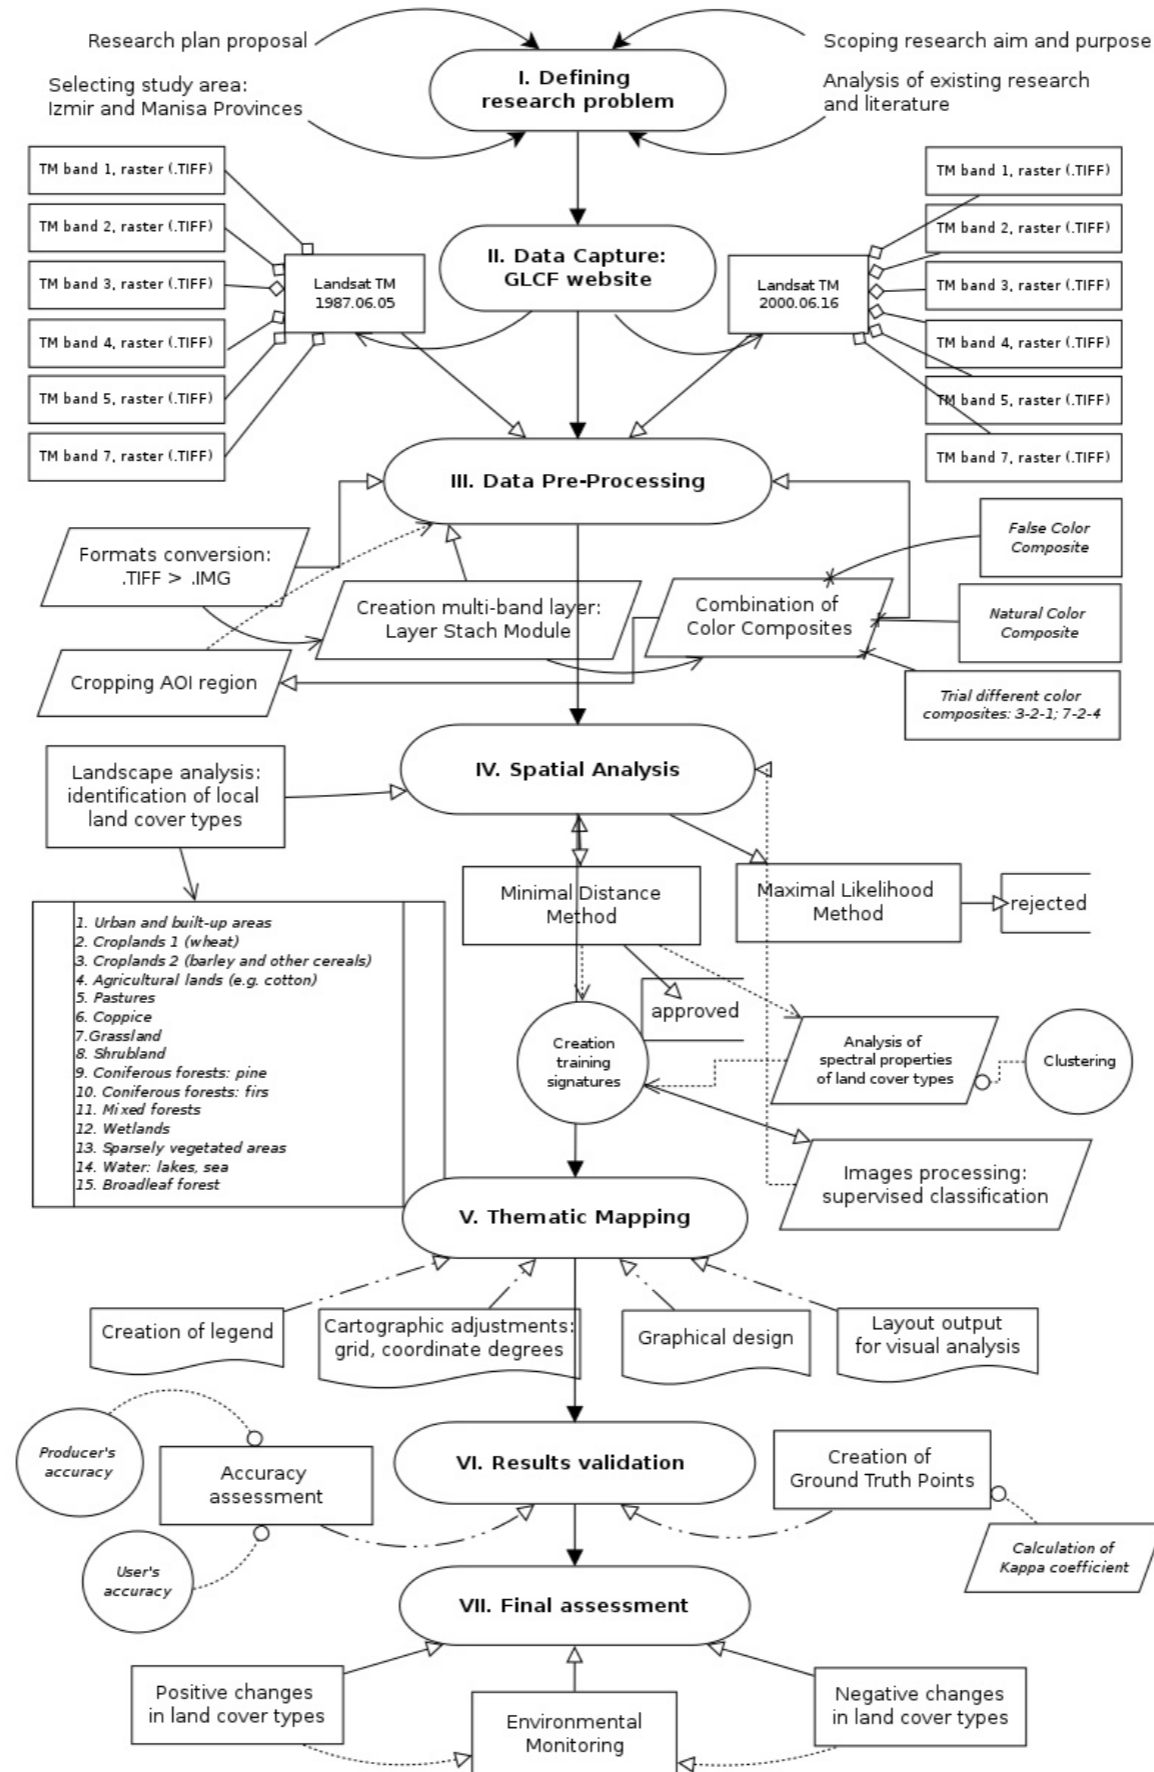 Research plan proposal
Scoping research aim and purpose
Selecting study area:
Izmir and Manisa Provinces
I. Defining
research problem
Analysis of existing research
and literature
TM band 1, raster (.TIFF)
TM band 2, raster (.TIFF)
TM band 3, raster (.TIFF)
TM band 4, raster (.TIFF)
TM band 5, raster (.TIFF)
TM band 7, raster (.TIFF)
Landsat TM
1987.06.05
II. Data Capture:
GLCF website
Landsat TM
2000.06.16
TM band 1, raster (.TIFF)
TM band 2, raster (.TIFF)
TM band 3, raster (.TIFF)
TM band 4, raster (.TIFF)
TM band 5, raster (.TIFF)
TM band 7, raster (.TIFF)
III. Data Pre-Processing
Formats conversion:
.TIFF > .IMG
Creation multi-band layer:
Layer Stach Module
Combination of
Color Composites
False Color
Composite
Natural Color
Composite
Trial different color
composites: 3-2-1; 7-2-4
Cropping AOI region
IV. Spatial Analysis
Landscape analysis:
identification of local
land cover types
Minimal Distance
Method
Maximal Likelihood
Method
rejected
1. Urban and built-up areas
2. Croplands 1 (wheat)
3. Croplands 2 (barley and other cereals)
4. Agricultural lands (e.g. cotton)
5. Pastures
6. Coppice
7.Grassland
8. Shrubland
9. Coniferous forests: pine
10. Coniferous forests: firs
11. Mixed forests
12. Wetlands
13. Sparsely vegetated areas
14. Water: lakes, sea
15. Broadleaf forest
approved
Creation
training
signatures
Analysis of
spectral properties
of land cover types
Clustering
Images processing:
supervised classification
V. Thematic Mapping
Creation of legend
Cartographic adjustments:
grid, coordinate degrees
Graphical design
Layout output
for visual analysis
Producer's
accuracy
Accuracy
assessment
User's
accuracy
VI. Results validation
Creation of
Ground Truth Points
Calculation of
Kappa coefficient
VII. Final assessment
Positive changes
in land cover types
Environmental
Monitoring
Negative changes
in land cover types